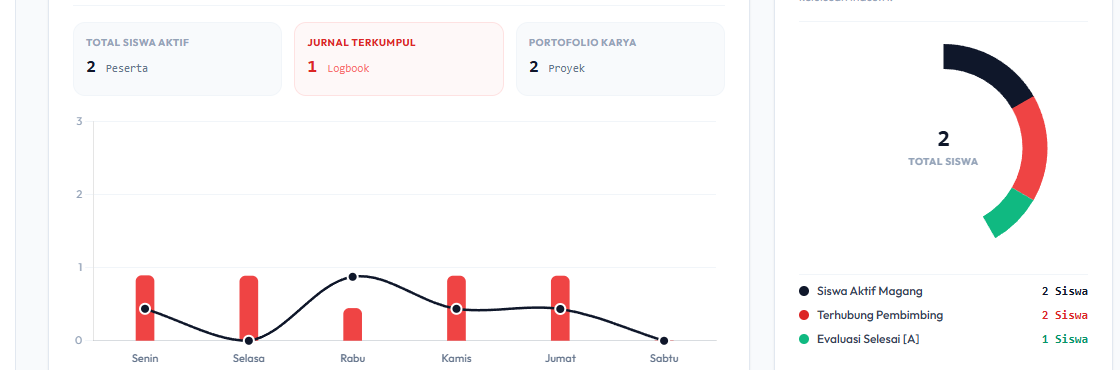 TOTAL SISWA AKTIF
2 Peserta
JURNAL TERKUMPUL
1 Logbook
PORTOFOLIO KARYA
2 Proyek
3
2
1
0
Senin Selasa Rabu Kamis Jumat Sabtu
2
TOTAL SISWA
Siswa Aktif Magang 2 Siswa
Terhubung Pembimbing 2 Siswa
Evaluasi Selesai [A] 1 Siswa